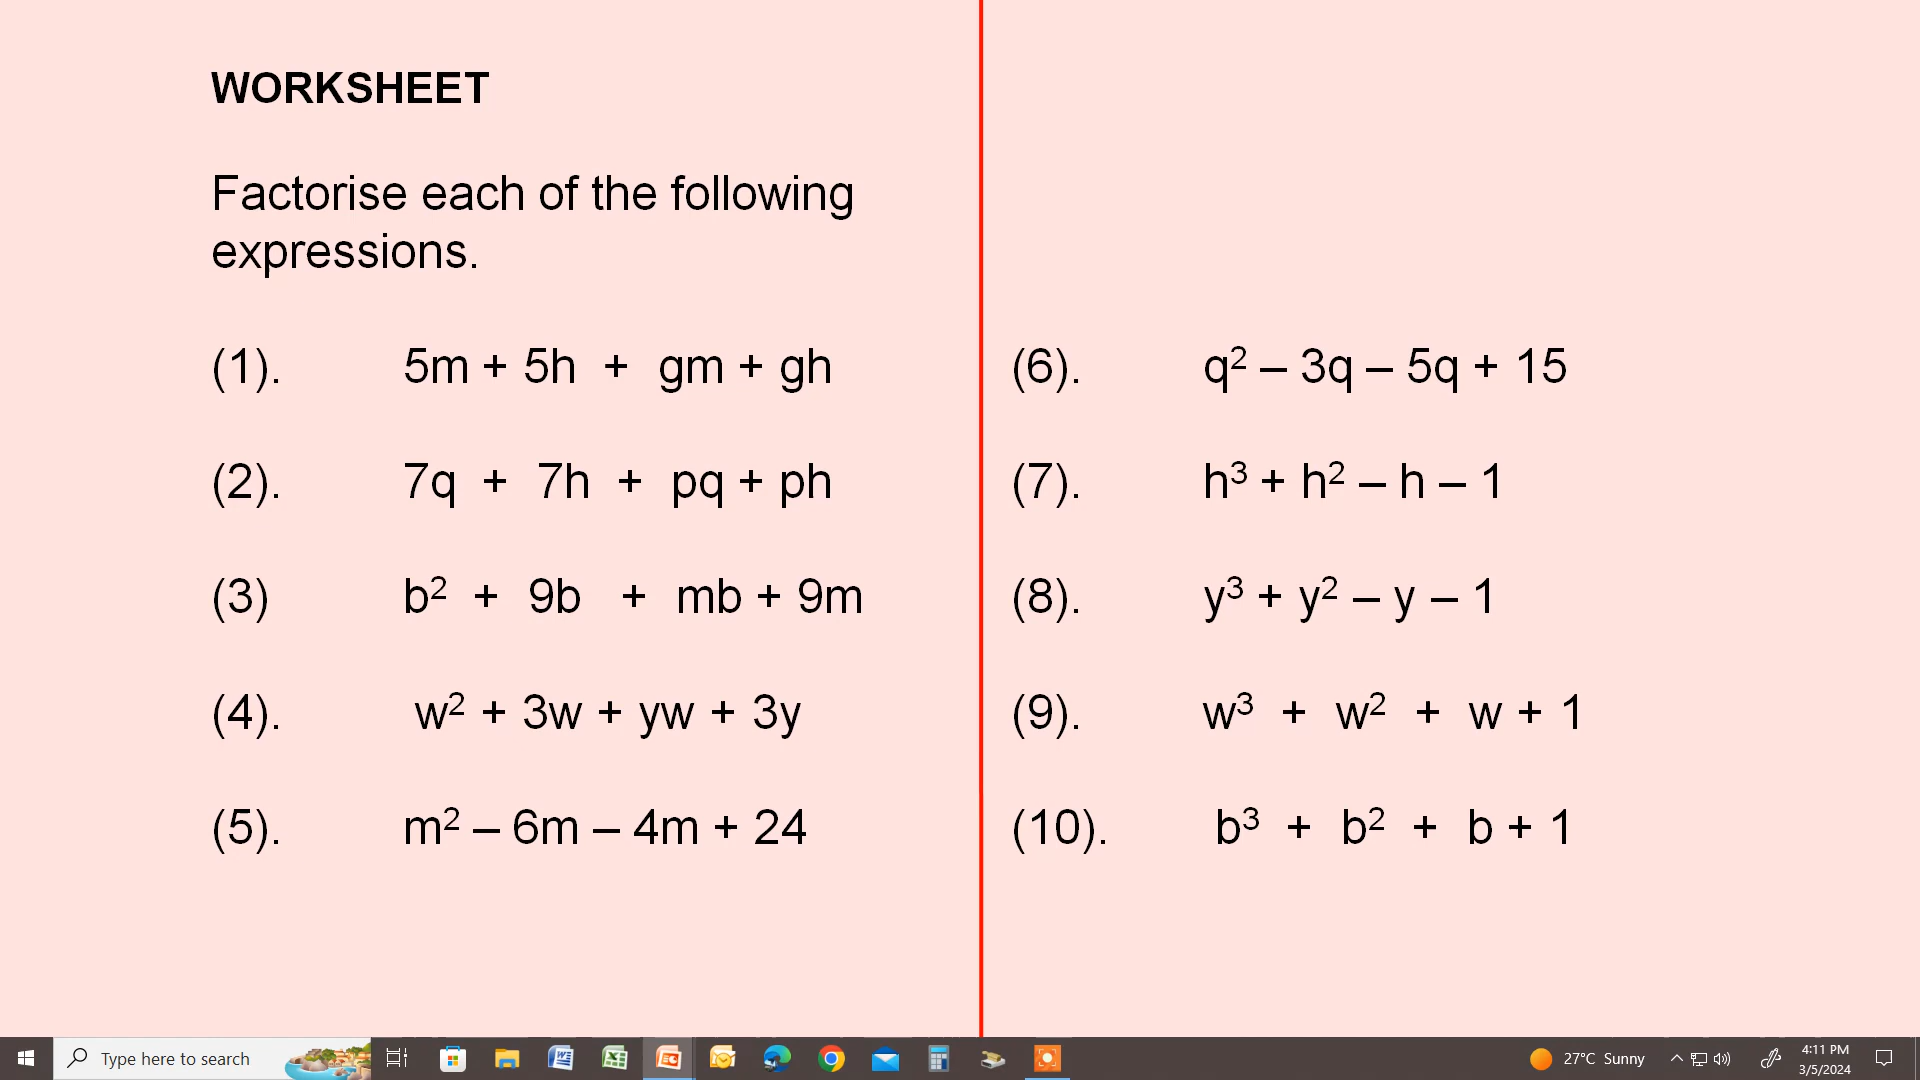 WORKSHEET
Factorise each of the following
expressions.
(1). 5m + 5h + gm + gh
(2). 7q + 7h + pq + ph
(3) b² + 9b + mb + 9m
(4). w² + 3w + yw + 3y
(5). m² – 6m – 4m + 24
(6). q² – 3q – 5q + 15
(7). h³ + h² – h – 1
(8). y³ + y² – y – 1
(9). w³ + w² + w + 1
(10). b³ + b² + b + 1
Type here to search
27°C Sunny
4:11 PM
3/5/2024